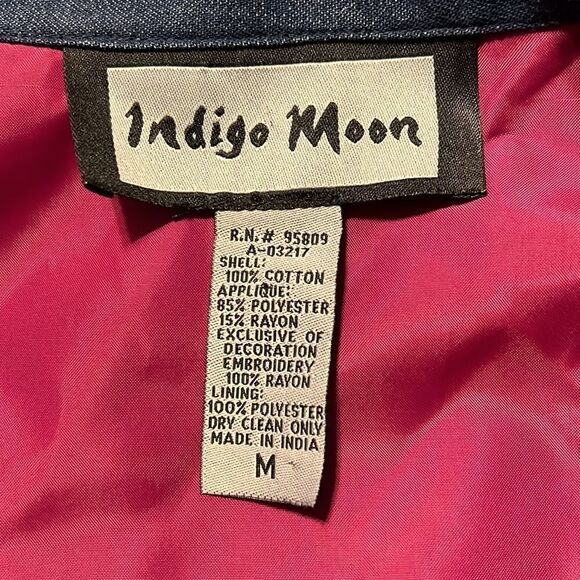 Indigo Moon
R.N.# 95809
A-03217
SHELL:
100% COTTON
APPLIQUE:
85% POLYESTER
15% RAYON
EXCLUSIVE OF
DECORATION
EMBROIDERY
100% RAYON
LINING:
100% POLYESTER
DRY CLEAN ONLY
MADE IN INDIA
M